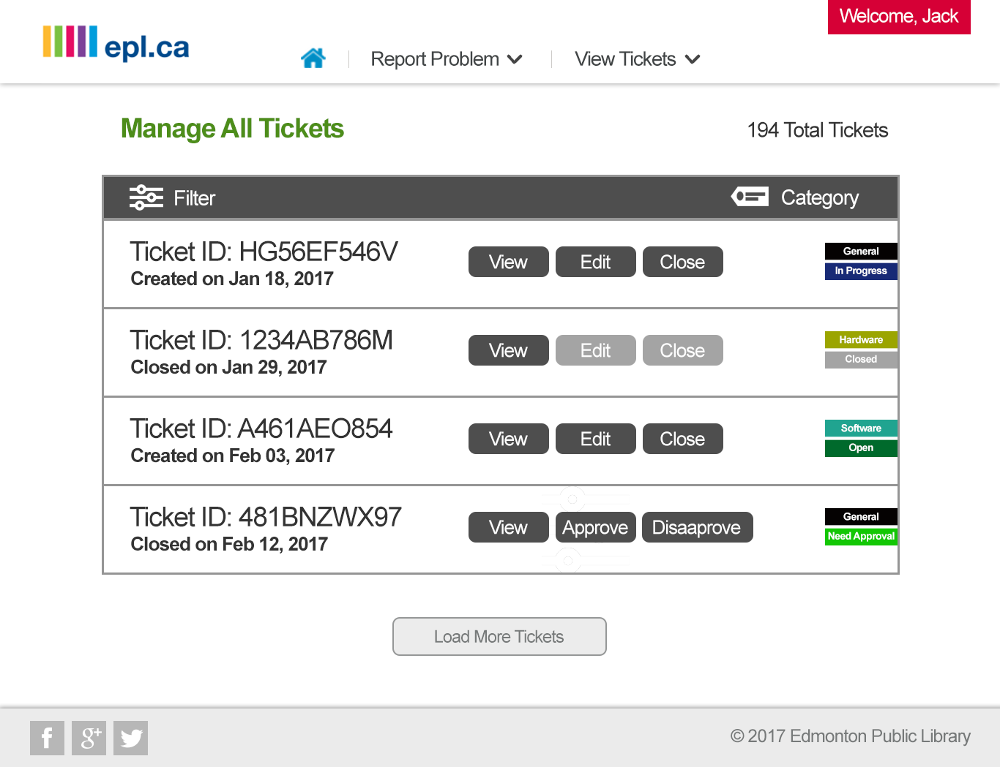 Welcome, Jack
epl.ca
Report Problem
View Tickets
Manage All Tickets
194 Total Tickets
Filter
Category
Ticket ID: HG56EF546V
Created on Jan 18, 2017
View
Edit
Close
General
In Progress
Ticket ID: 1234AB786M
Closed on Jan 29, 2017
View
Edit
Close
Hardware
Closed
Ticket ID: A461AEO854
Created on Feb 03, 2017
View
Edit
Close
Software
Open
Ticket ID: 481BNZWX97
Closed on Feb 12, 2017
View
Approve
Disaaprove
General
Need Approval
Load More Tickets
f
g+
© 2017 Edmonton Public Library